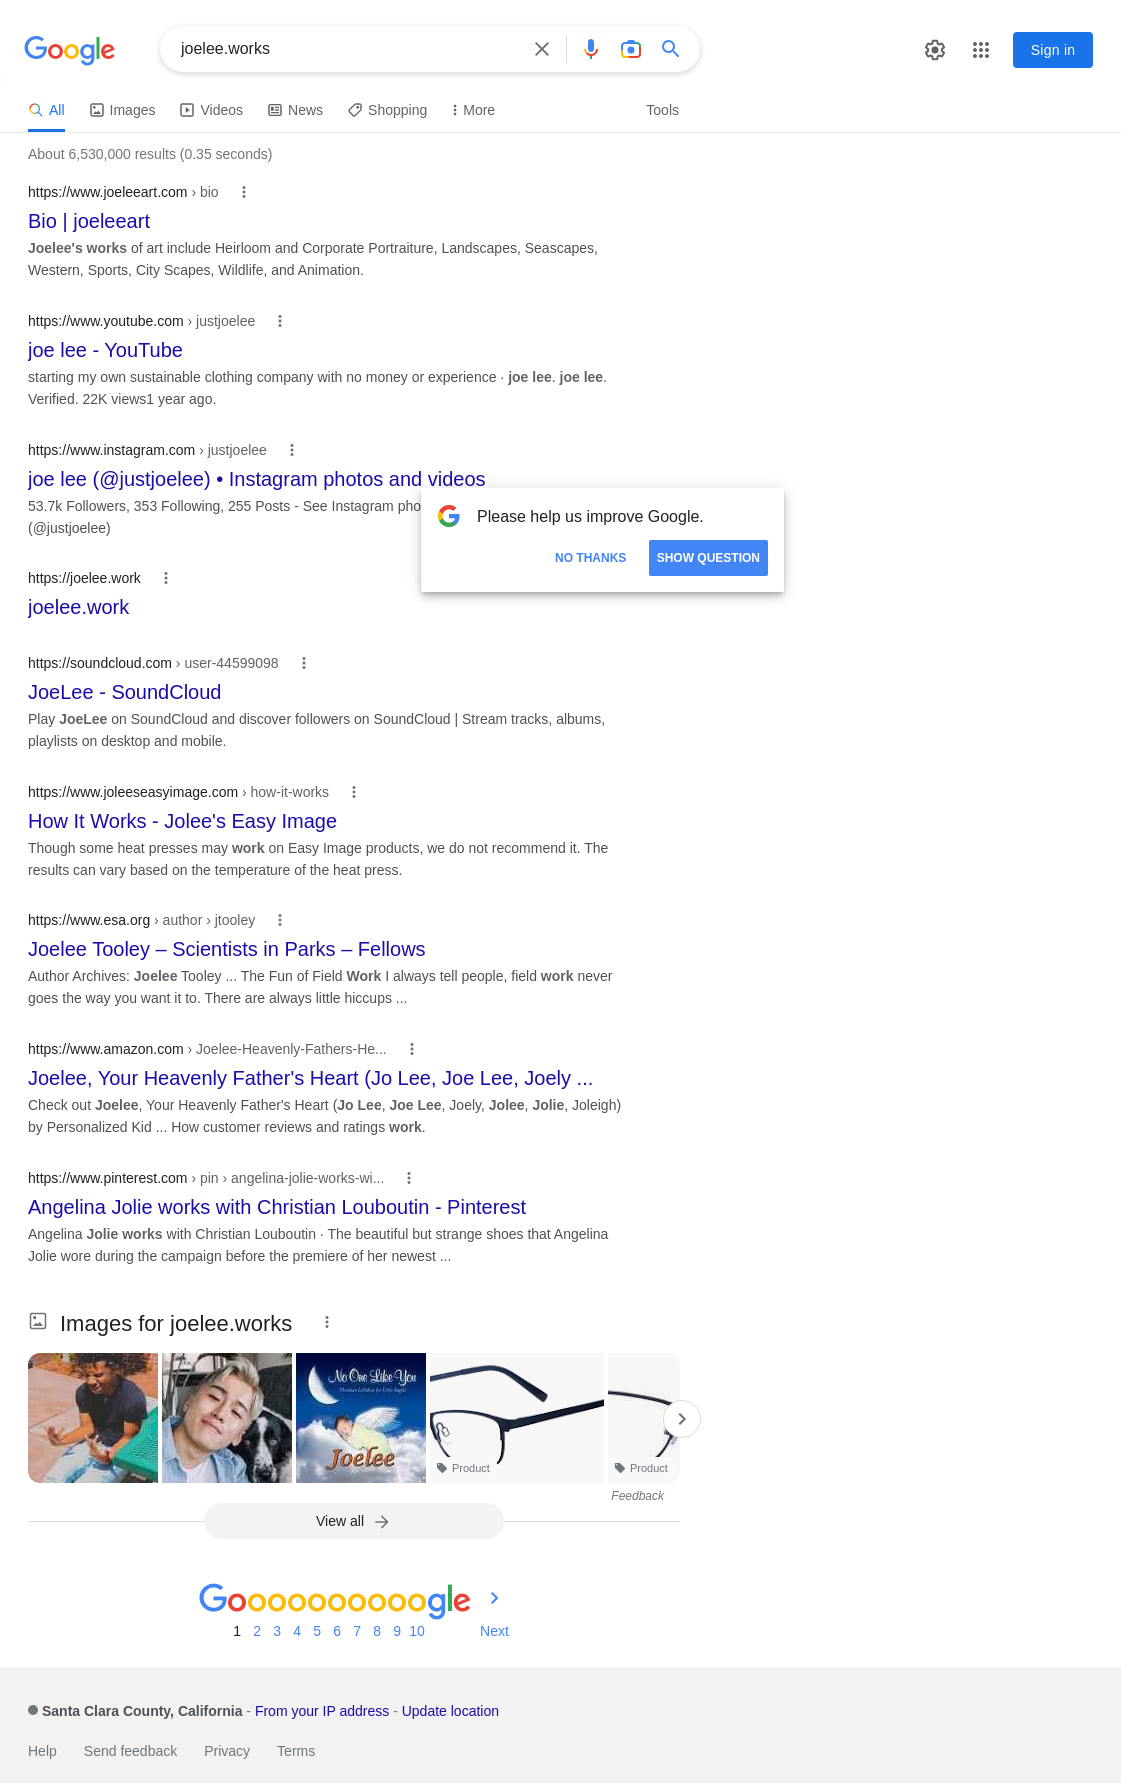 Google
joelee.works
Sign in
All Images Videos News Shopping More Tools
About 6,530,000 results (0.35 seconds)
https://www.joeleeart.com › bio
Bio | joeleeart
Joelee's works of art include Heirloom and Corporate Portraiture, Landscapes, Seascapes,
Western, Sports, City Scapes, Wildlife, and Animation.
https://www.youtube.com › justjoelee
joe lee - YouTube
starting my own sustainable clothing company with no money or experience · joe lee. joe lee.
Verified. 22K views1 year ago.
https://www.instagram.com › justjoelee
joe lee (@justjoelee) • Instagram photos and videos
53.7k Followers, 353 Following, 255 Posts - See Instagram pho
(@justjoelee)
Please help us improve Google.
NO THANKS SHOW QUESTION
https://joelee.work
joelee.work
https://soundcloud.com › user-44599098
JoeLee - SoundCloud
Play JoeLee on SoundCloud and discover followers on SoundCloud | Stream tracks, albums,
playlists on desktop and mobile.
https://www.joleeseasyimage.com › how-it-works
How It Works - Jolee's Easy Image
Though some heat presses may work on Easy Image products, we do not recommend it. The
results can vary based on the temperature of the heat press.
https://www.esa.org › author › jtooley
Joelee Tooley – Scientists in Parks – Fellows
Author Archives: Joelee Tooley ... The Fun of Field Work I always tell people, field work never
goes the way you want it to. There are always little hiccups ...
https://www.amazon.com › Joelee-Heavenly-Fathers-He...
Joelee, Your Heavenly Father's Heart (Jo Lee, Joe Lee, Joely ...
Check out Joelee, Your Heavenly Father's Heart (Jo Lee, Joe Lee, Joely, Jolee, Jolie, Joleigh)
by Personalized Kid ... How customer reviews and ratings work.
https://www.pinterest.com › pin › angelina-jolie-works-wi...
Angelina Jolie works with Christian Louboutin - Pinterest
Angelina Jolie works with Christian Louboutin · The beautiful but strange shoes that Angelina
Jolie wore during the campaign before the premiere of her newest ...
Images for joelee.works
No One Like You
Christian Lullabies for Little Angels
Joelee
Product
Product
Feedback
View all
Goooooooooogle
1 2 3 4 5 6 7 8 9 10 Next
Santa Clara County, California - From your IP address - Update location
Help Send feedback Privacy Terms